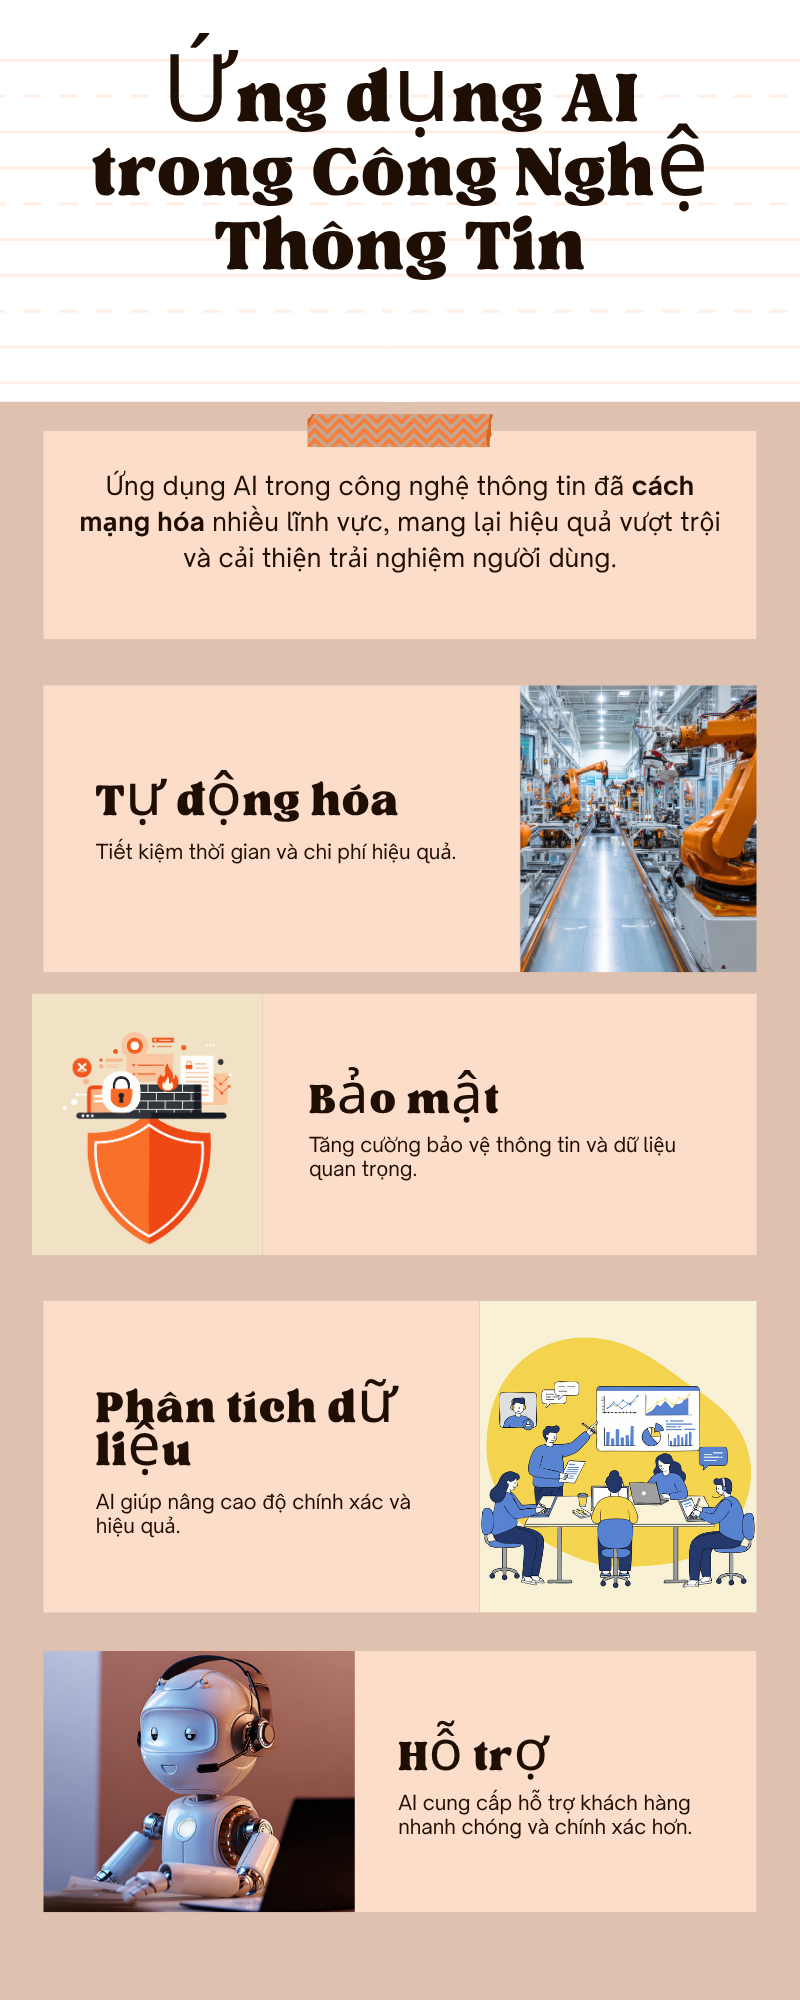 Ứng dụng AI
trong Công Nghệ
Thông Tin
Ứng dụng AI trong công nghệ thông tin đã cách
mạng hóa nhiều lĩnh vực, mang lại hiệu quả vượt trội
và cải thiện trải nghiệm người dùng.
Tự động hóa
Tiết kiệm thời gian và chi phí hiệu quả.
Bảo mật
Tăng cường bảo vệ thông tin và dữ liệu
quan trọng.
Phân tích dữ
liệu
AI giúp nâng cao độ chính xác và
hiệu quả.
Hỗ trợ
AI cung cấp hỗ trợ khách hàng
nhanh chóng và chính xác hơn.